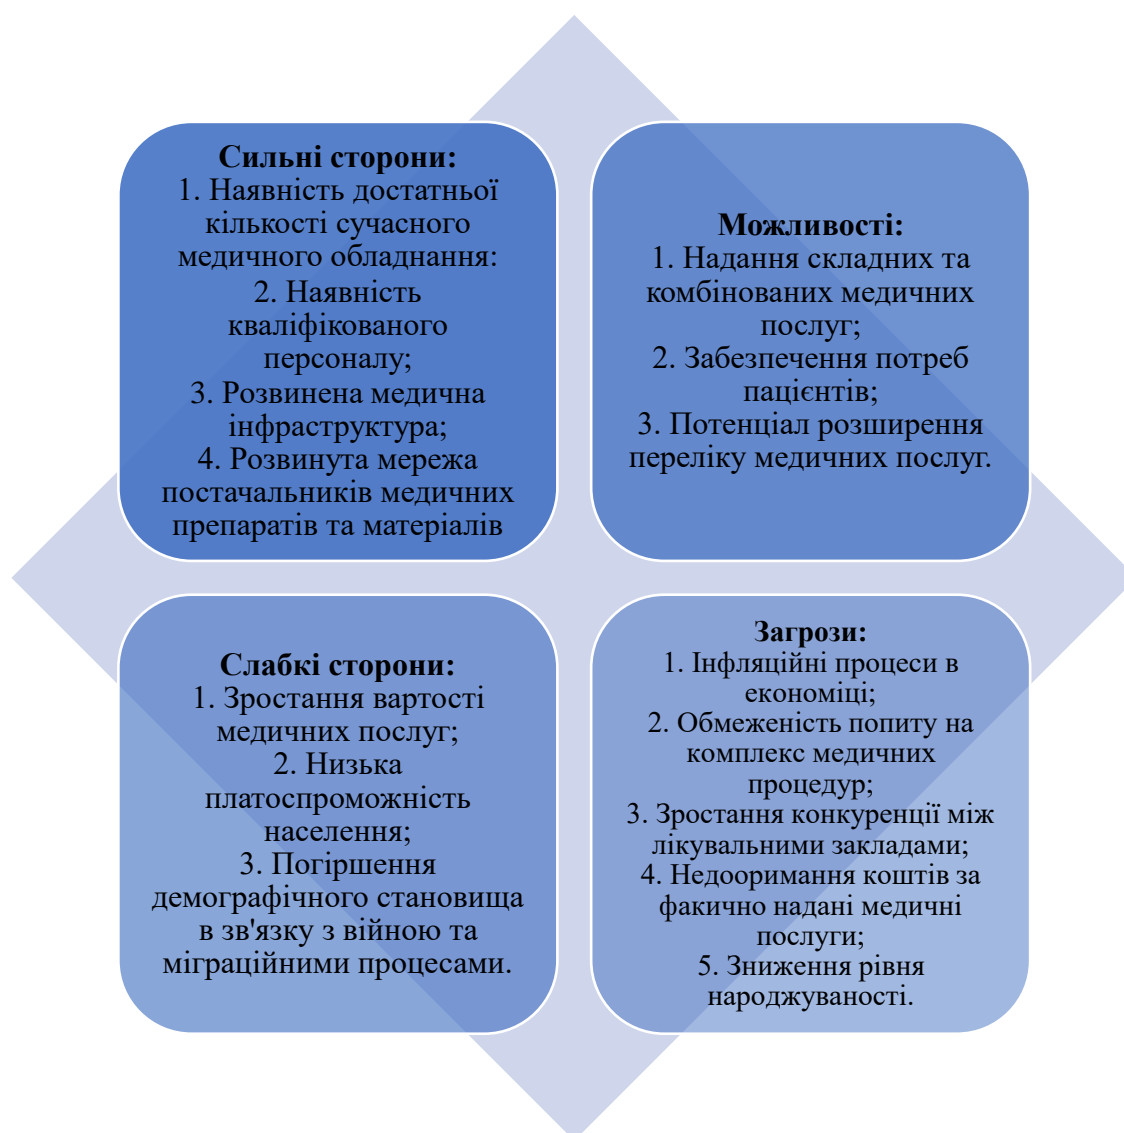 Сильні сторони:
1. Наявність достатньої
кількості сучасного
медичного обладнання:
2. Наявність
кваліфікованого
персоналу;
3. Розвинена медична
інфраструктура;
4. Розвинута мережа
постачальників медичних
препаратів та матеріалів
Можливості:
1. Надання складних та
комбінованих медичних
послуг;
2. Забезпечення потреб
пацієнтів;
3. Потенціал розширення
переліку медичних послуг.
Слабкі сторони:
1. Зростання вартості
медичних послуг;
2. Низька
платоспроможність
населення;
3. Погіршення
демографічного становища
в зв'язку з війною та
міграційними процесами.
Загрози:
1. Інфляційні процеси в
економіці;
2. Обмеженість попиту на
комплекс медичних
процедур;
3. Зростання конкуренції між
лікувальними закладами;
4. Недооримання коштів за
факично надані медичні
послуги;
5. Зниження рівня
народжуваності.